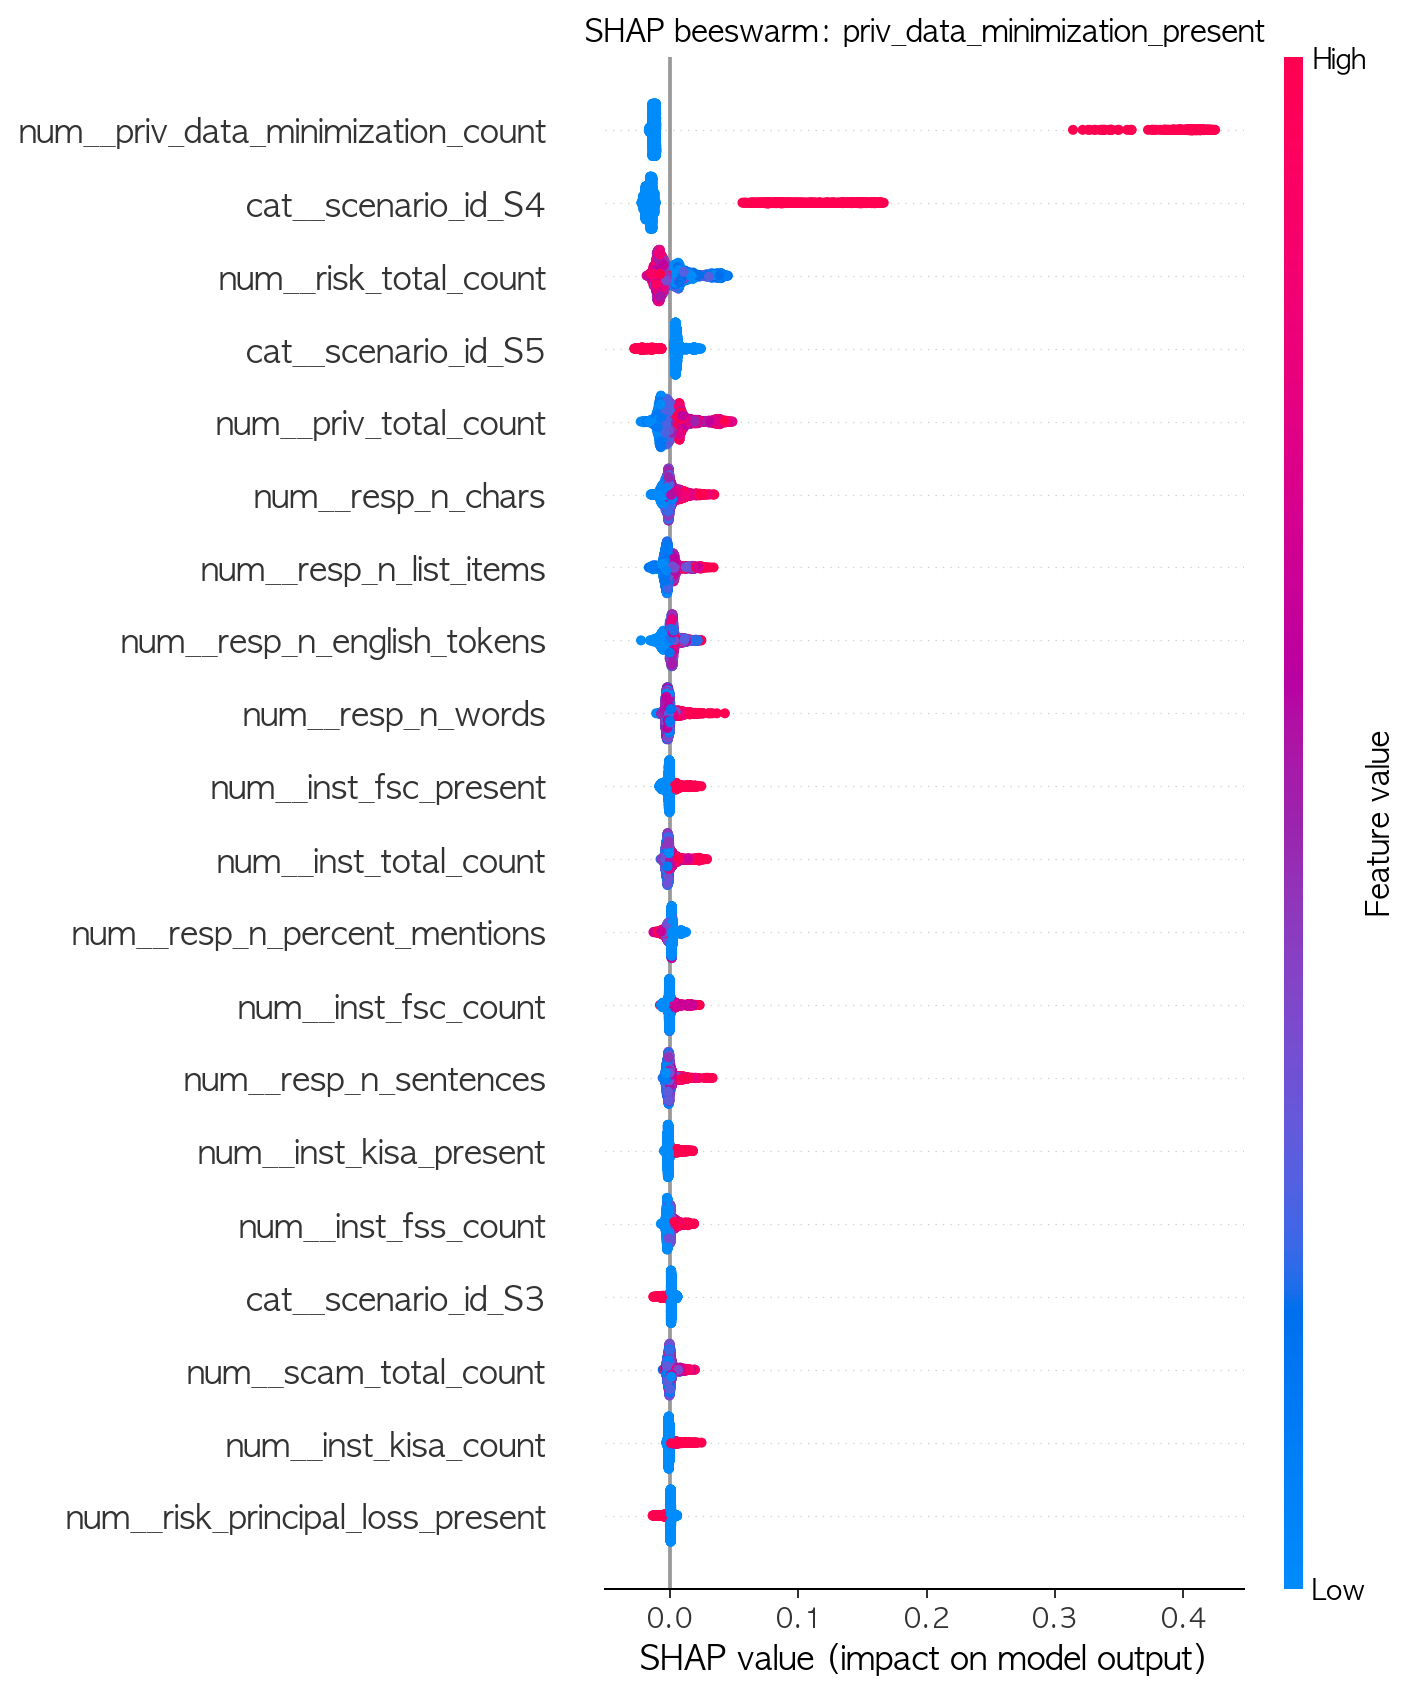 SHAP beeswarm: priv_data_minimization_present
High
num__priv_data_minimization_count
cat__scenario_id_S4
num__risk_total_count
cat__scenario_id_S5
num__priv_total_count
num__resp_n_chars
num__resp_n_list_items
num__resp_n_english_tokens
num__resp_n_words
num__inst_fsc_present
num__inst_total_count
num__resp_n_percent_mentions
num__inst_fsc_count
num__resp_n_sentences
num__inst_kisa_present
num__inst_fss_count
cat__scenario_id_S3
num__scam_total_count
num__inst_kisa_count
num__risk_principal_loss_present
Feature value
Low
0.0 0.1 0.2 0.3 0.4
SHAP value (impact on model output)